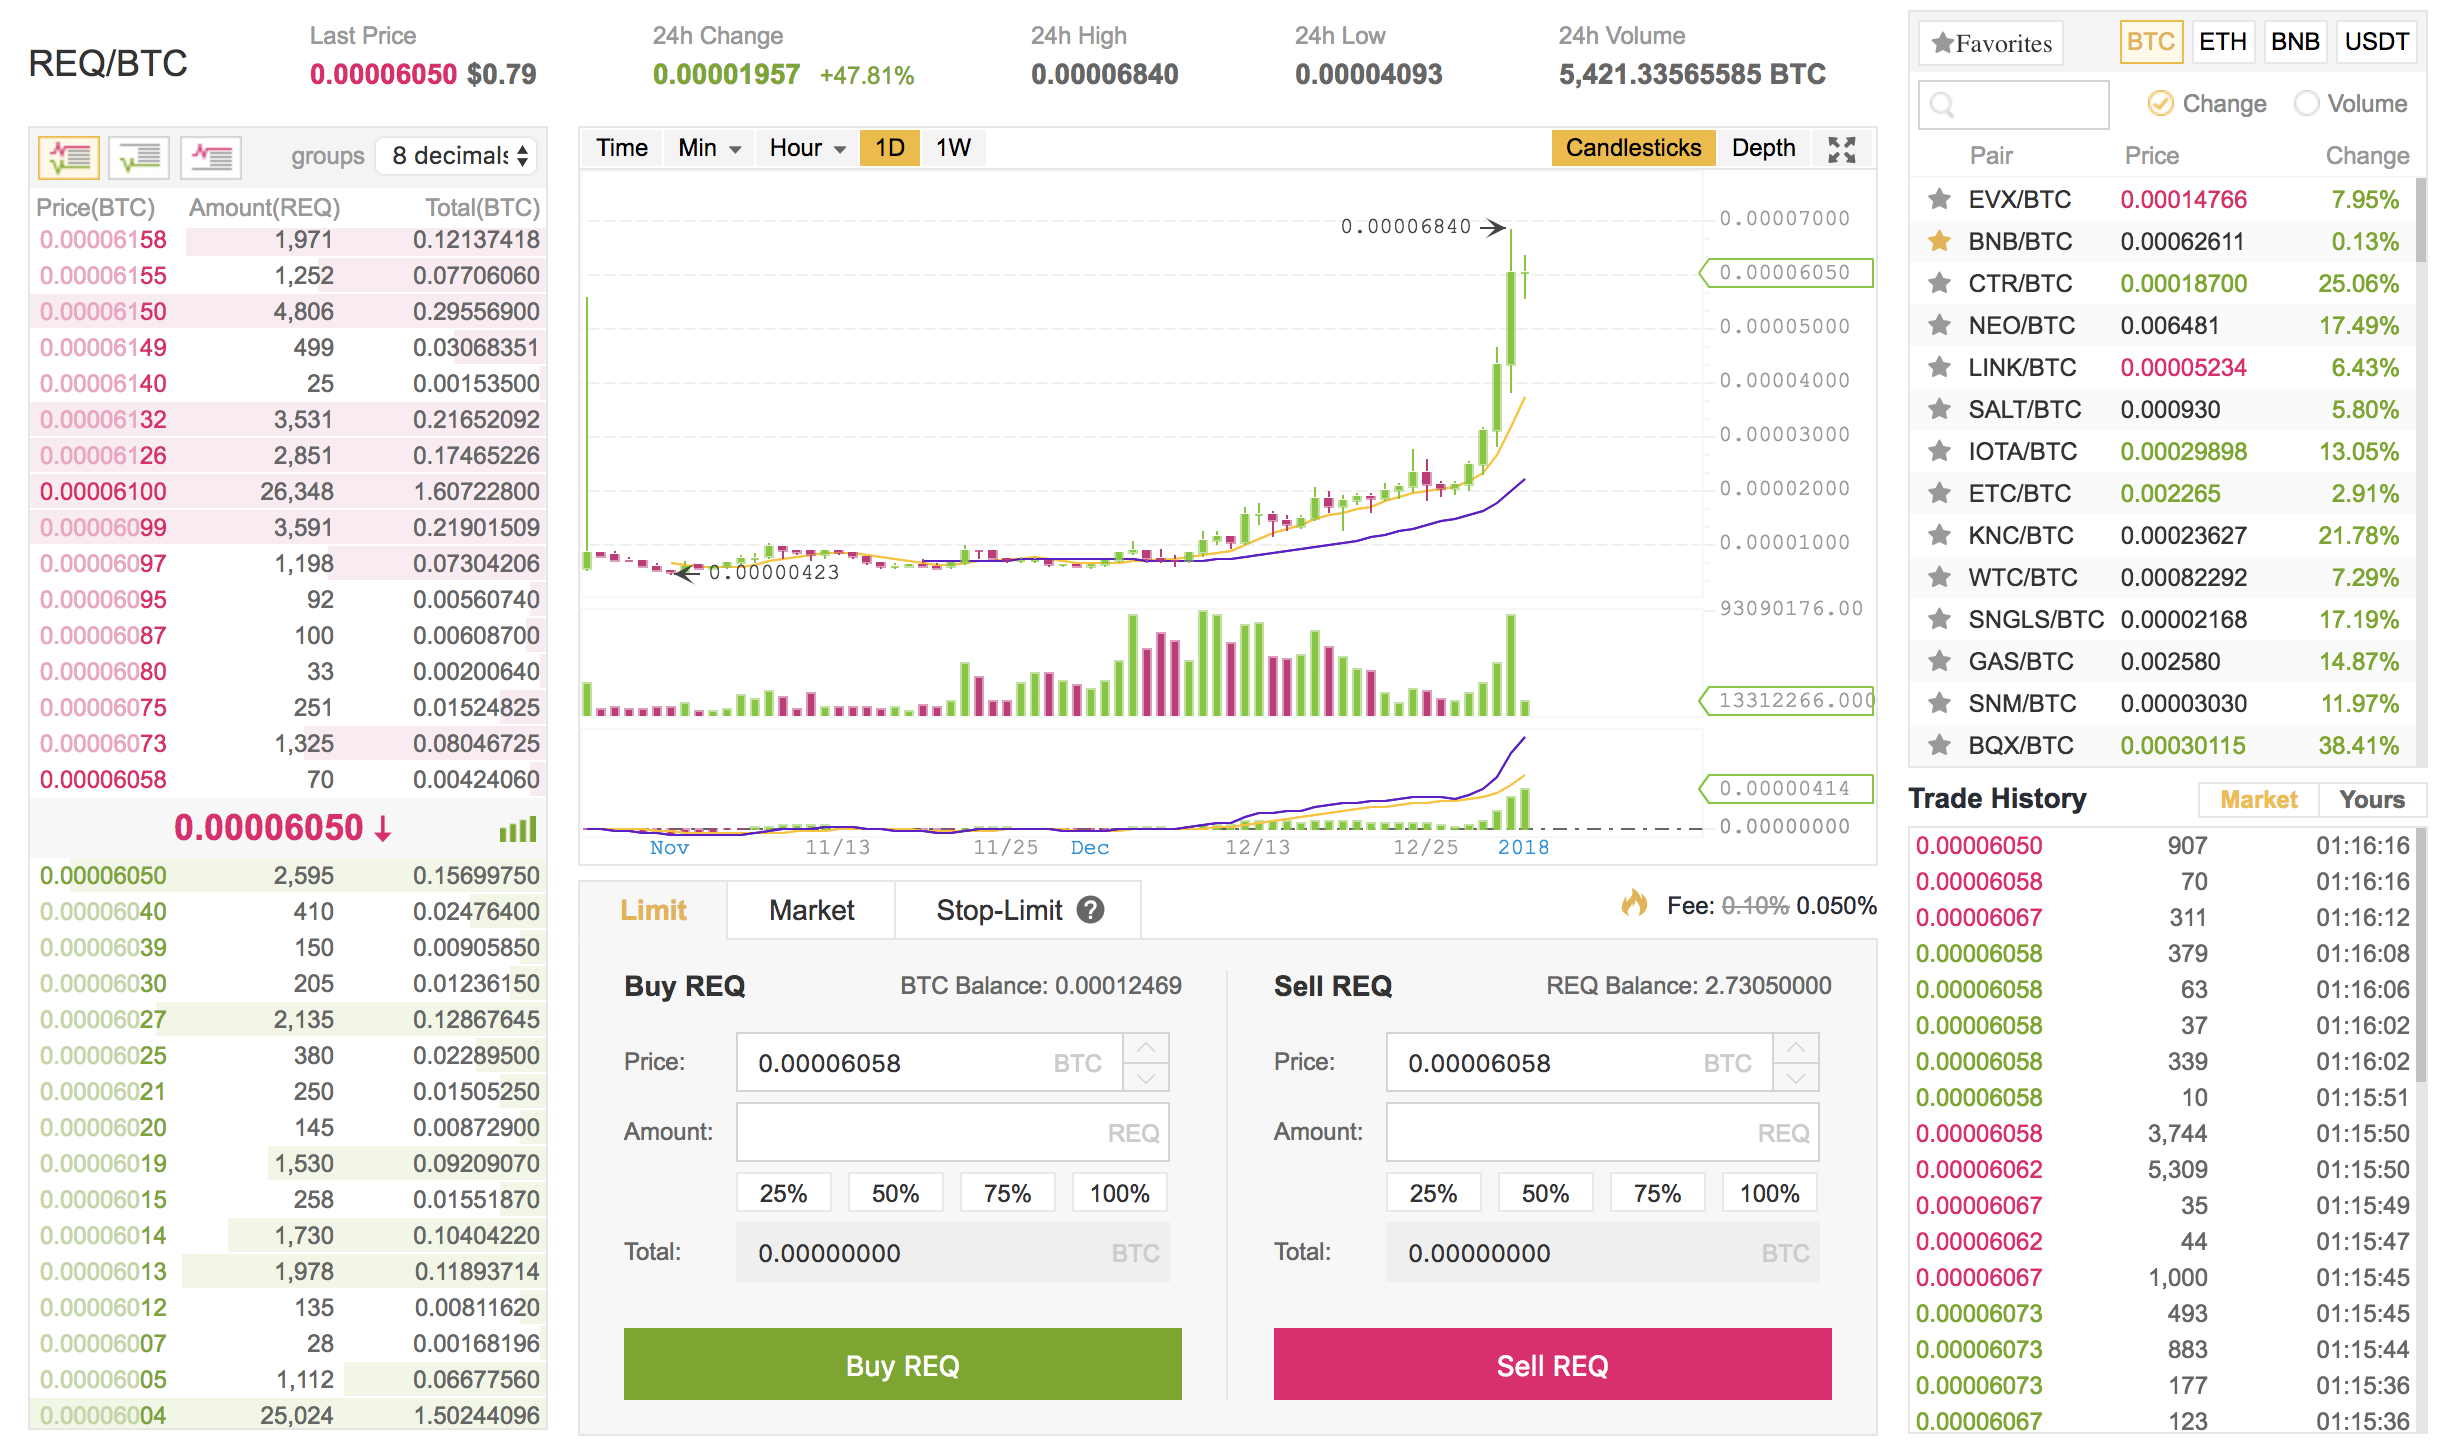 REQ/BTC
Last Price
0.00006050 $0.79
24h Change
0.00001957 +47.81%
24h High
0.00006840
24h Low
0.00004093
24h Volume
5,421.33565585 BTC
groups 8 decimals
Price(BTC) Amount(REQ) Total(BTC)
0.00006158 1,971 0.12137418
0.00006155 1,252 0.07706060
0.00006150 4,806 0.29556900
0.00006149 499 0.03068351
0.00006140 25 0.00153500
0.00006132 3,531 0.21652092
0.00006126 2,851 0.17465226
0.00006100 26,348 1.60722800
0.00006099 3,591 0.21901509
0.00006097 1,198 0.07304206
0.00006095 92 0.00560740
0.00006087 100 0.00608700
0.00006080 33 0.00200640
0.00006075 251 0.01524825
0.00006073 1,325 0.08046725
0.00006058 70 0.00424060
0.00006050
0.00006050 2,595 0.15699750
0.00006040 410 0.02476400
0.00006039 150 0.00905850
0.00006030 205 0.01236150
0.00006027 2,135 0.12867645
0.00006025 380 0.02289500
0.00006021 250 0.01505250
0.00006020 145 0.00872900
0.00006019 1,530 0.09209070
0.00006015 258 0.01551870
0.00006014 1,730 0.10404220
0.00006013 1,978 0.11893714
0.00006012 135 0.00811620
0.00006007 28 0.00168196
0.00006005 1,112 0.06677560
0.00006004 25,024 1.50244096
Time Min Hour 1D 1W Candlesticks Depth
0.00007000
0.00006840
0.00006050
0.00005000
0.00004000
0.00003000
0.00002000
0.00001000
0.00000423
93090176.00
13312266.000
0.00000414
0.00000000
Nov 11/13 11/25 Dec 12/13 12/25 2018
Limit Market Stop-Limit ?
Fee: 0.10% 0.050%
Buy REQ BTC Balance: 0.00012469
Price: 0.00006058 BTC
Amount: REQ
25% 50% 75% 100%
Total: 0.00000000 BTC
Buy REQ
Sell REQ REQ Balance: 2.73050000
Price: 0.00006058 BTC
Amount: REQ
25% 50% 75% 100%
Total: 0.00000000 BTC
Sell REQ
Favorites BTC ETH BNB USDT
Change Volume
Pair Price Change
EVX/BTC 0.00014766 7.95%
BNB/BTC 0.00062611 0.13%
CTR/BTC 0.00018700 25.06%
NEO/BTC 0.006481 17.49%
LINK/BTC 0.00005234 6.43%
SALT/BTC 0.000930 5.80%
IOTA/BTC 0.00029898 13.05%
ETC/BTC 0.002265 2.91%
KNC/BTC 0.00023627 21.78%
WTC/BTC 0.00082292 7.29%
SNGLS/BTC 0.00002168 17.19%
GAS/BTC 0.002580 14.87%
SNM/BTC 0.00003030 11.97%
BQX/BTC 0.00030115 38.41%
Trade History Market Yours
0.00006050 907 01:16:16
0.00006058 70 01:16:16
0.00006067 311 01:16:12
0.00006058 379 01:16:08
0.00006058 63 01:16:06
0.00006058 37 01:16:02
0.00006058 339 01:16:02
0.00006058 10 01:15:51
0.00006058 3,744 01:15:50
0.00006062 5,309 01:15:50
0.00006067 35 01:15:49
0.00006062 44 01:15:47
0.00006067 1,000 01:15:45
0.00006073 493 01:15:45
0.00006073 883 01:15:44
0.00006073 177 01:15:36
0.00006067 123 01:15:36